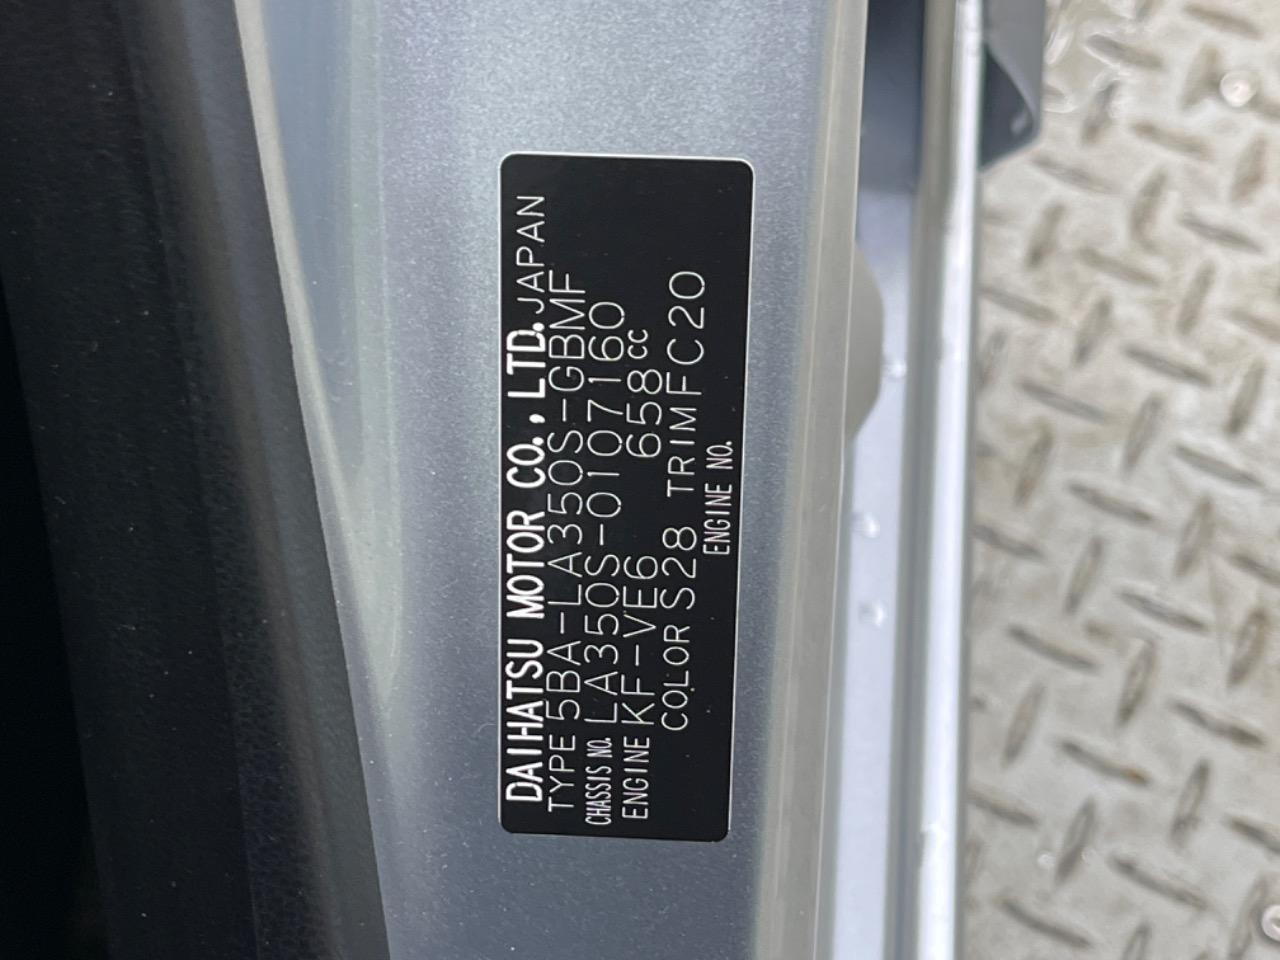 DAIHATSU MOTOR CO., LTD. JAPAN
TYPE 5BA-LA350S-GBMF
CHASSIS NO. LA350S-0107160
ENGINE KF-VE6 658cc
COLOR S28 TRIM FC20
ENGINE NO.